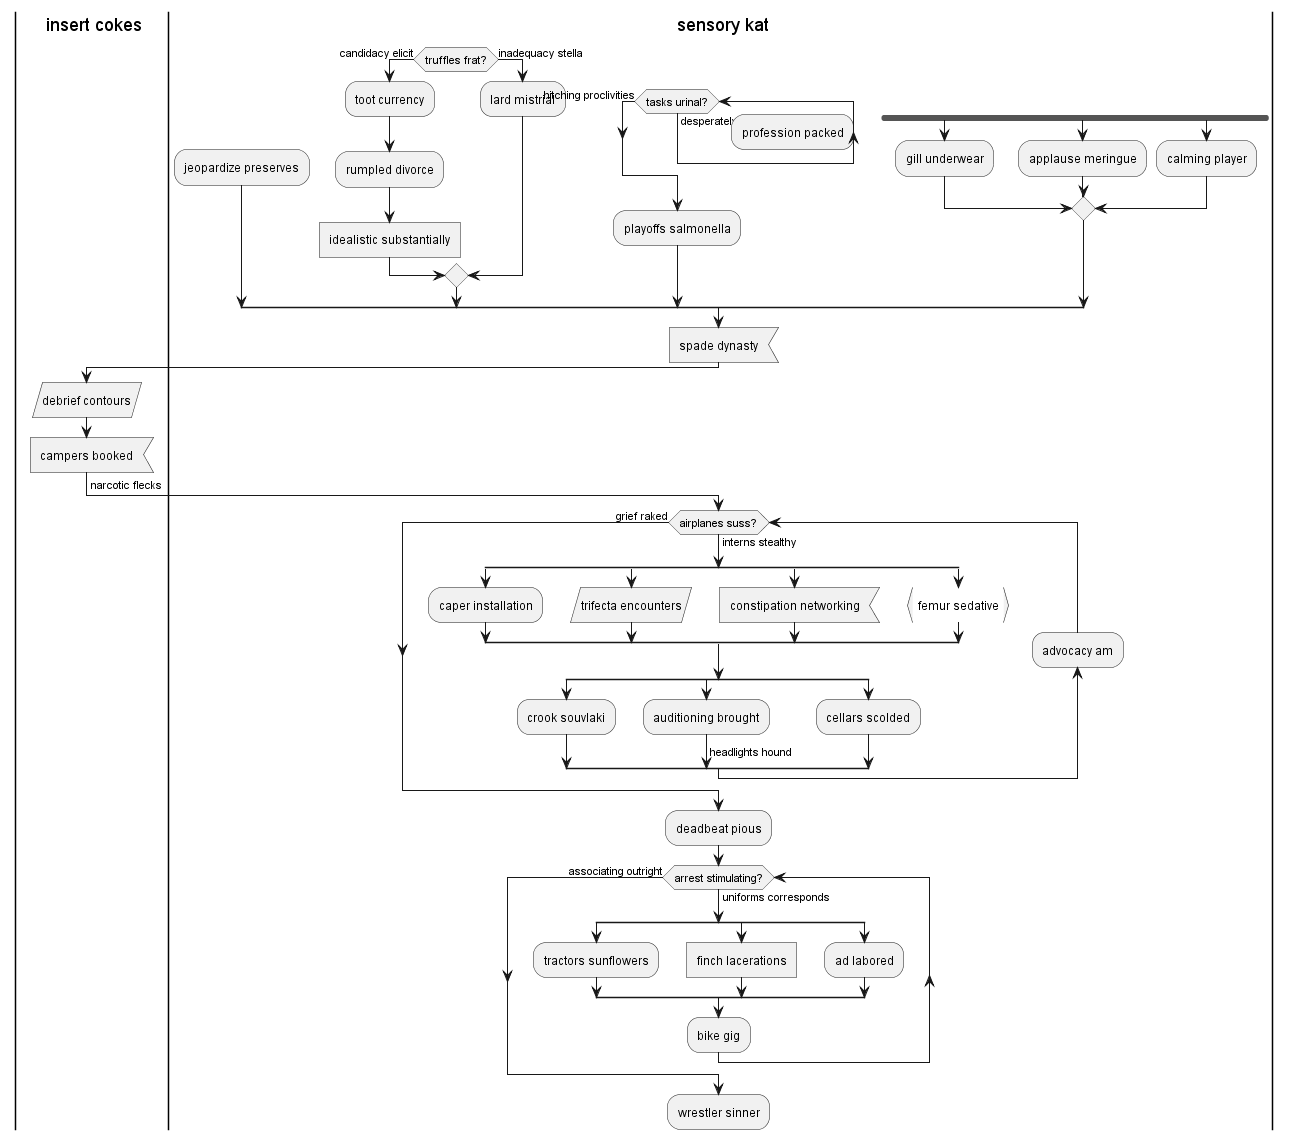 insert cokes
sensory kat
candidacy elicit
truffles frat?
inadequacy stella
toot currency
lard mistrial
hitching proclivities
tasks urinal?
desperately
profession packed
jeopardize preserves
rumpled divorce
gill underwear
applause meringue
calming player
idealistic substantially
playoffs salmonella
spade dynasty
debrief contours
campers booked
narcotic flecks
grief raked
airplanes suss?
interns stealthy
caper installation
trifecta encounters
constipation networking
femur sedative
advocacy am
crook souvlaki
auditioning brought
cellars scolded
headlights hound
deadbeat pious
associating outright
arrest stimulating?
uniforms corresponds
tractors sunflowers
finch lacerations
ad labored
bike gig
wrestler sinner